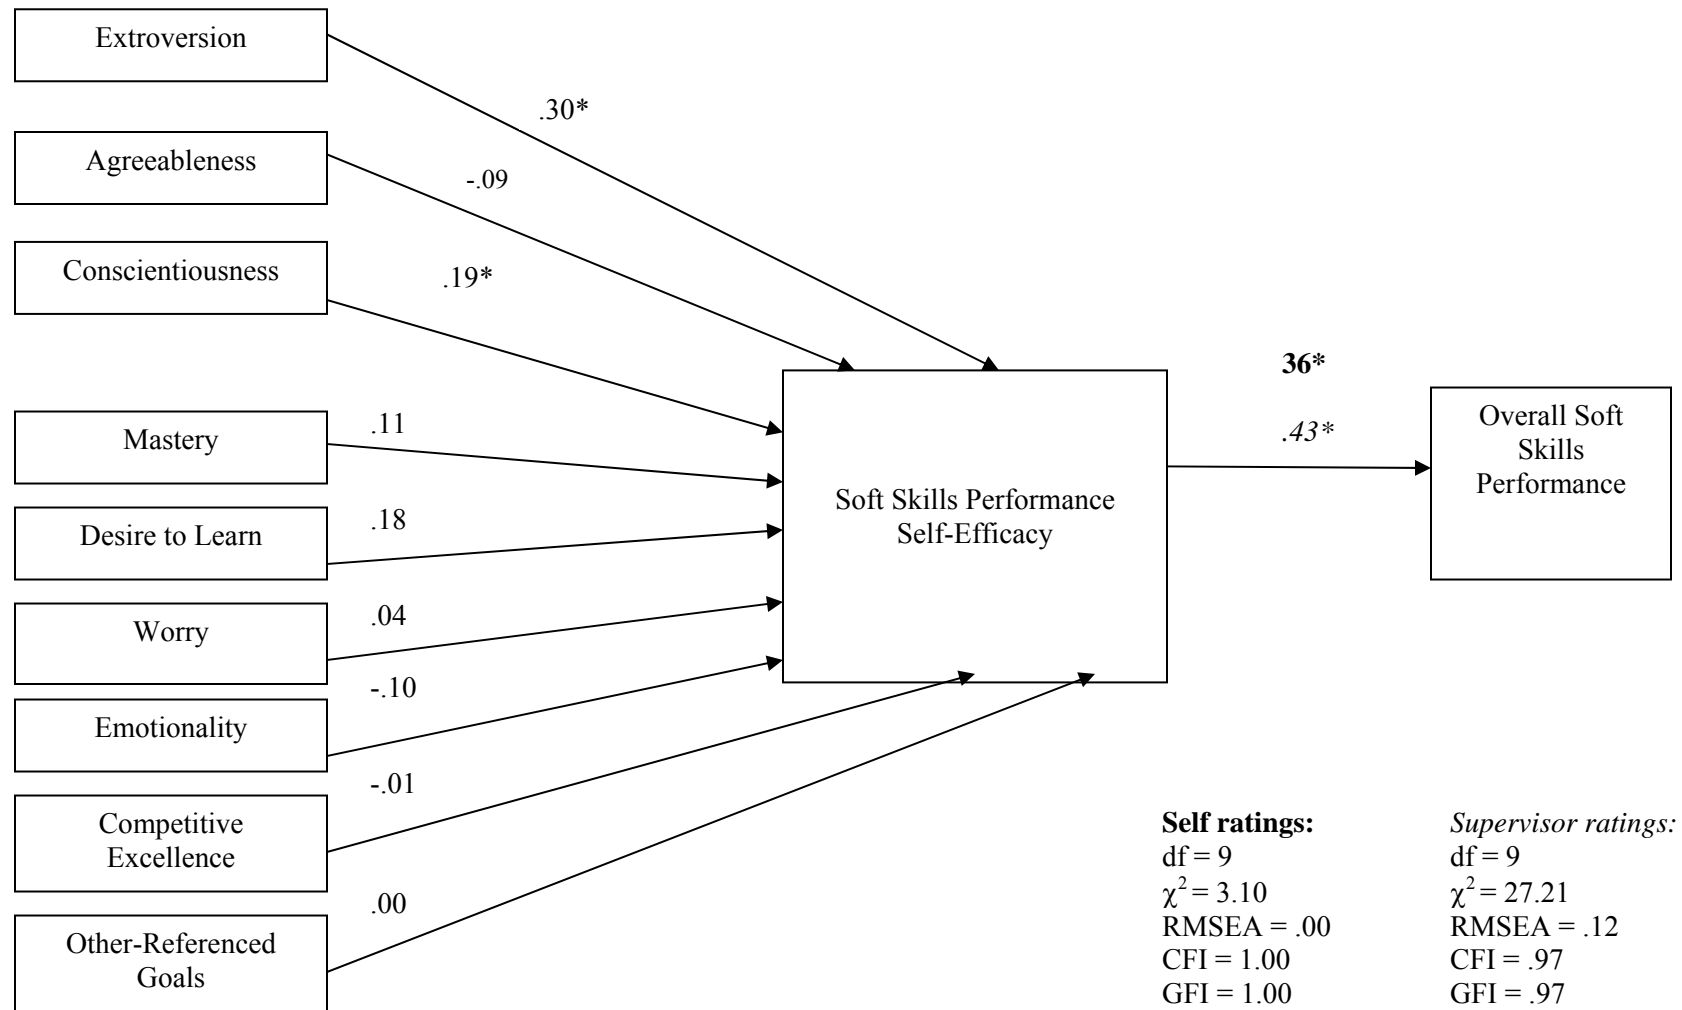 Extroversion
.30*
Agreeableness
-.09
Conscientiousness
.19*
36*
.43*
Mastery
.11
Desire to Learn
.18
Worry
.04
Emotionality
-.10
Competitive
Excellence
-.01
Other-Referenced
Goals
.00
Soft Skills Performance
Self-Efficacy
Overall Soft
Skills
Performance
Self ratings:
df = 9
χ² = 3.10
RMSEA = .00
CFI = 1.00
GFI = 1.00
Supervisor ratings:
df = 9
χ² = 27.21
RMSEA = .12
CFI = .97
GFI = .97